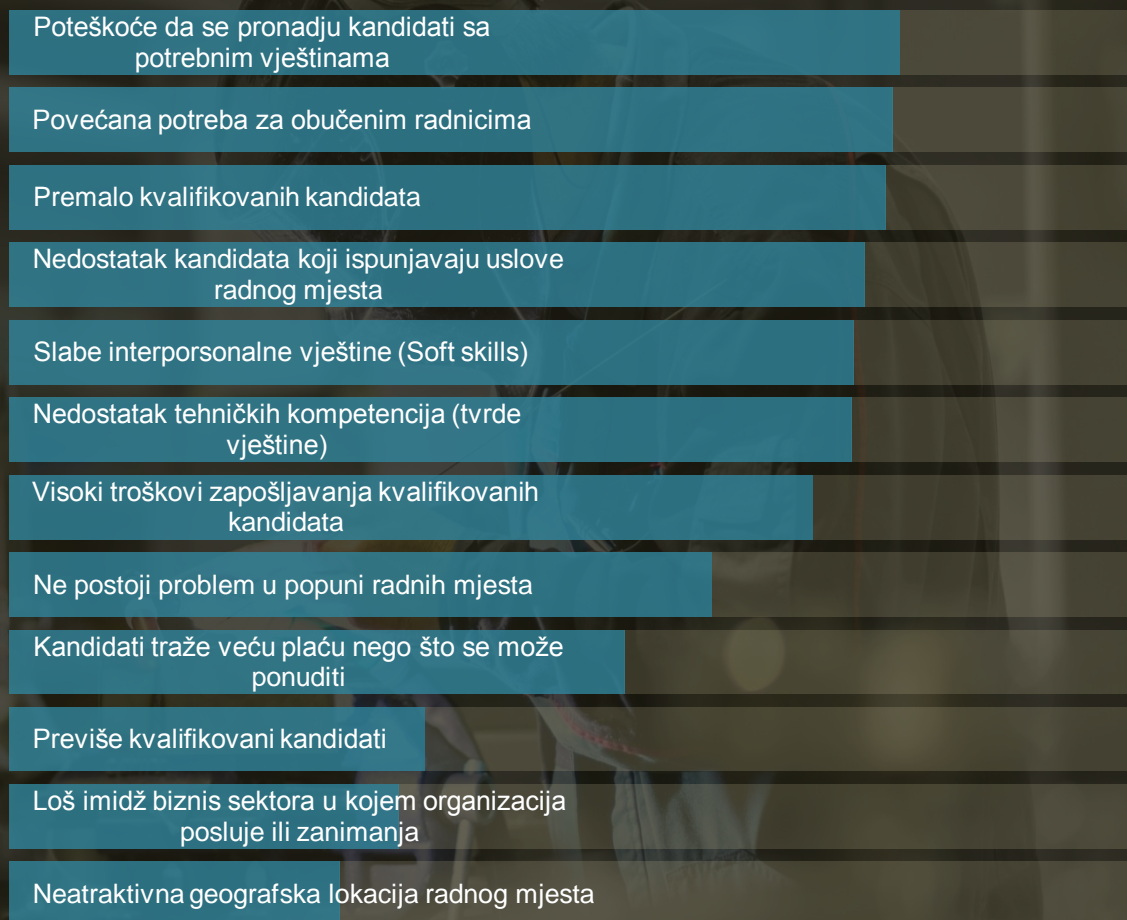 Poteškoće da se pronadju kandidati sa
potrebnim vještinama
Povećana potreba za obučenim radnicima
Premalo kvalifikovanih kandidata
Nedostatak kandidata koji ispunjavaju uslove
radnog mjesta
Slabe interporsonalne vještine (Soft skills)
Nedostatak tehničkih kompetencija (tvrde
vještine)
Visoki troškovi zapošljavanja kvalifikovanih
kandidata
Ne postoji problem u popuni radnih mjesta
Kandidati traže veću plaću nego što se može
ponuditi
Previše kvalifikovani kandidati
Loš imidž biznis sektora u kojem organizacija
posluje ili zanimanja
Neatraktivna geografska lokacija radnog mjesta